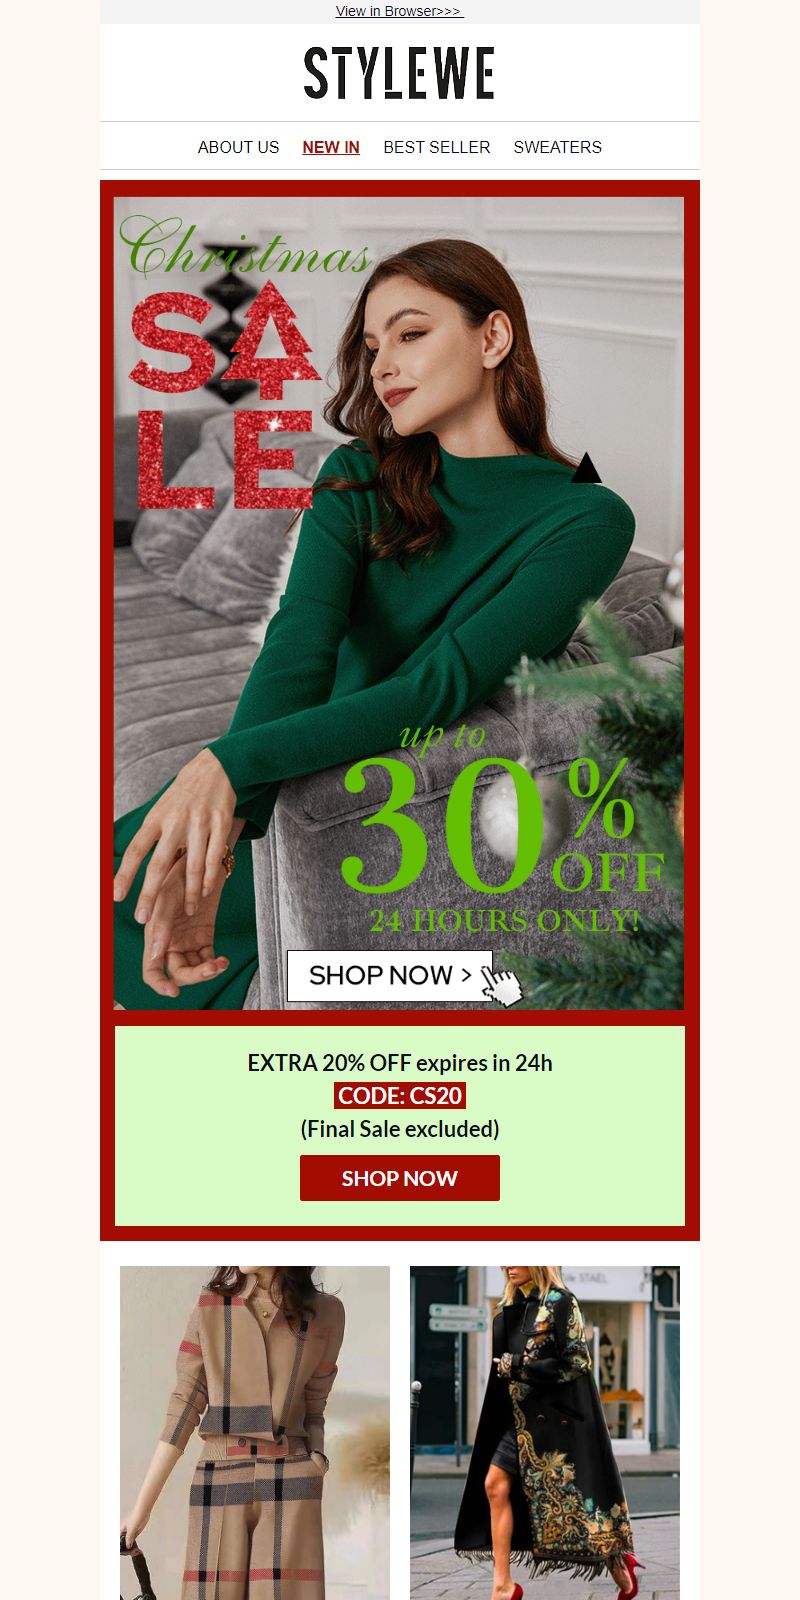 View in Browser>>>
STYLEWE
ABOUT US NEW IN BEST SELLER SWEATERS
Christmas
SALE
up to
30% OFF
24 HOURS ONLY!
SHOP NOW >
EXTRA 20% OFF expires in 24h
CODE: CS20
(Final Sale excluded)
SHOP NOW
STAËL